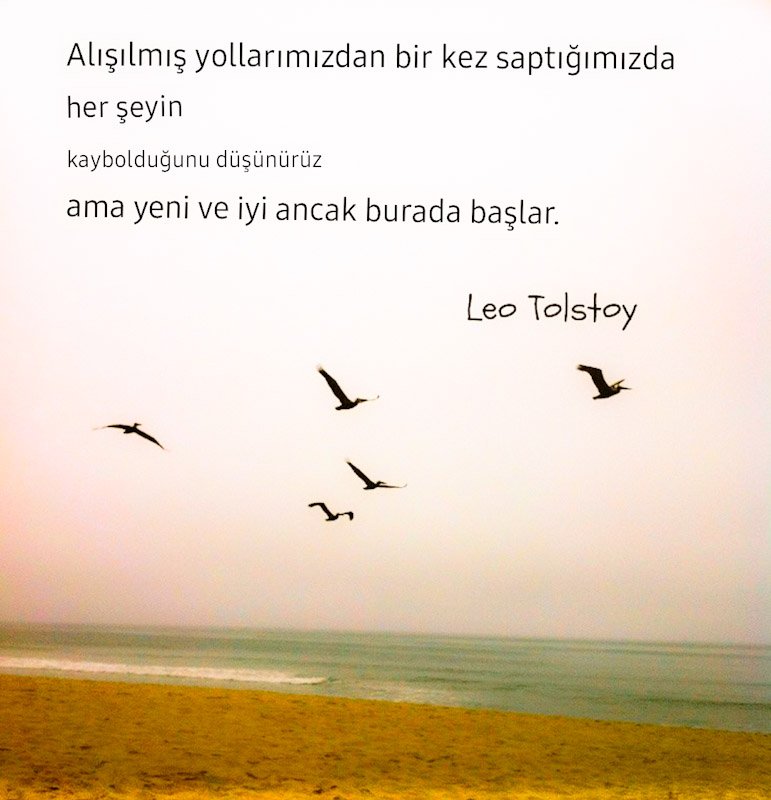 Alışılmış yollarımızdan bir kez saptığımızda
her şeyin
kaybolduğunu düşünürüz
ama yeni ve iyi ancak burada başlar.
Leo Tolstoy